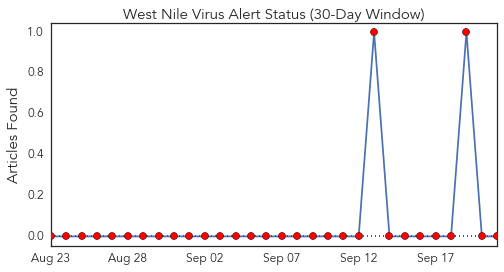 West Nile Virus Alert Status (30-Day Window)
Articles Found
1.0
0.8
0.6
0.4
0.2
0.0
Aug 23 Aug 28 Sep 02 Sep 07 Sep 12 Sep 17